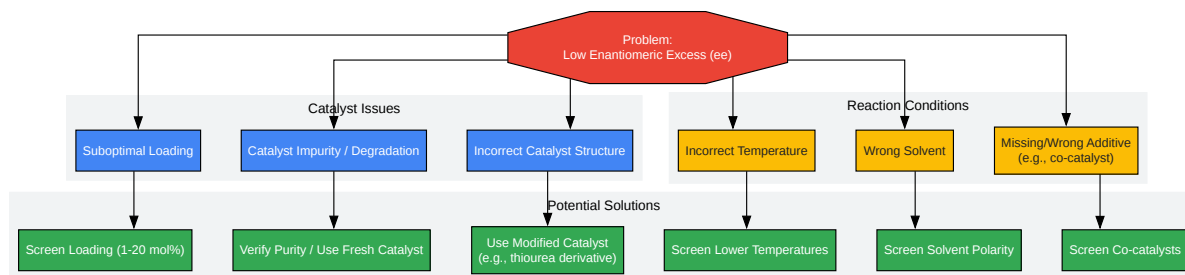 Problem:
Low Enantiomeric Excess (ee)
Catalyst Issues
Reaction Conditions
Suboptimal Loading
Catalyst Impurity / Degradation
Incorrect Catalyst Structure
Incorrect Temperature
Wrong Solvent
Missing/Wrong Additive
(e.g., co-catalyst)
Potential Solutions
Screen Loading (1-20 mol%)
Verify Purity / Use Fresh Catalyst
Use Modified Catalyst
(e.g., thiourea derivative)
Screen Lower Temperatures
Screen Solvent Polarity
Screen Co-catalysts